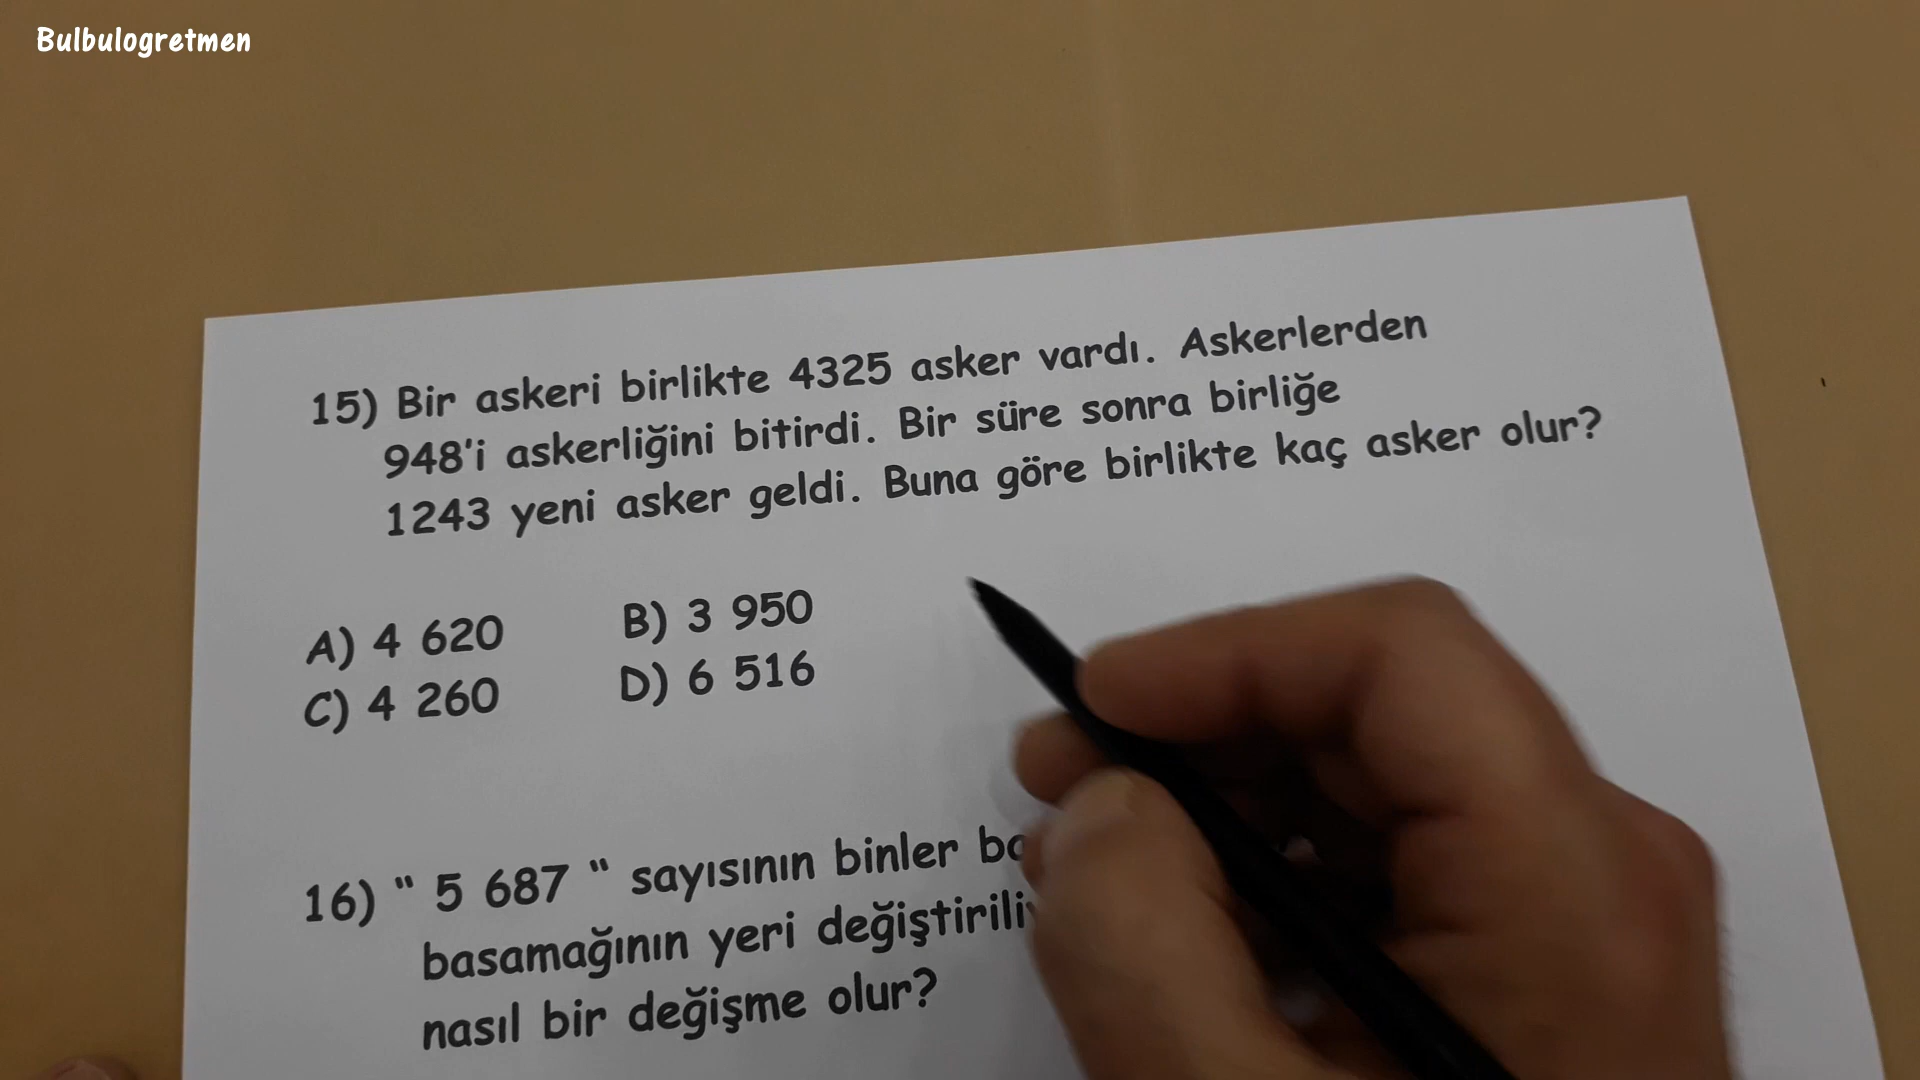 Bulbulogretmen
15) Bir askeri birlikte 4325 asker vardı. Askerlerden
948'i askerliğini bitirdi. Bir süre sonra birliğe
1243 yeni asker geldi. Buna göre birlikte kaç asker olur?
A) 4 620 B) 3 950
C) 4 260 D) 6 516
16) " 5 687 " sayısının binler
basamağının yeri
nasıl bir değişme olur?